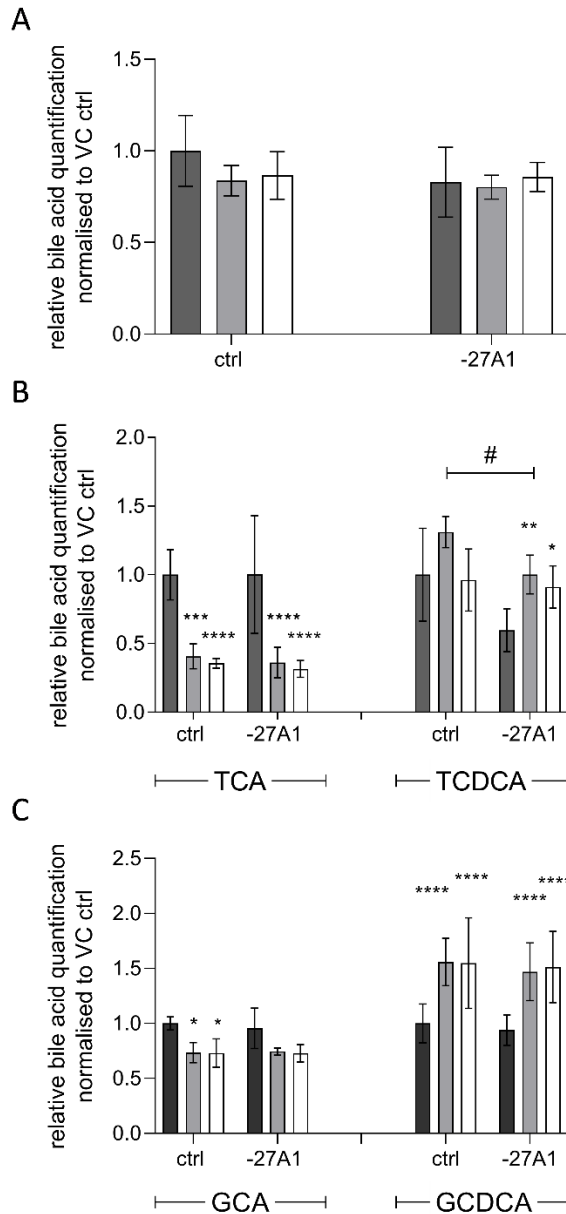 A
relative bile acid quantification
normalised to VC ctrl
1.5
1.0
0.5
0.0
ctrl
-27A1
B
relative bile acid quantification
normalised to VC ctrl
2.0
1.5
1.0
0.5
0.0
#
*** **** **** **** ** *
ctrl -27A1 ctrl -27A1
TCA TCDCA
C
relative bile acid quantification
normalised to VC ctrl
2.5
2.0
1.5
1.0
0.5
0.0
* * **** **** **** ****
ctrl -27A1 ctrl -27A1
GCA GCDCA